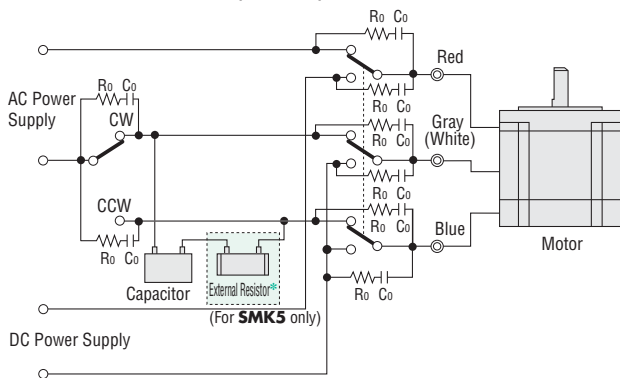 R0 C0
Red
AC Power
Supply
R0 C0
CW
R0 C0
Gray
(White)
R0 C0
R0 C0
CCW
R0 C0
Blue
R0 C0
Capacitor
External Resistor*
R0 C0
Motor
(For SMK5 only)
DC Power Supply